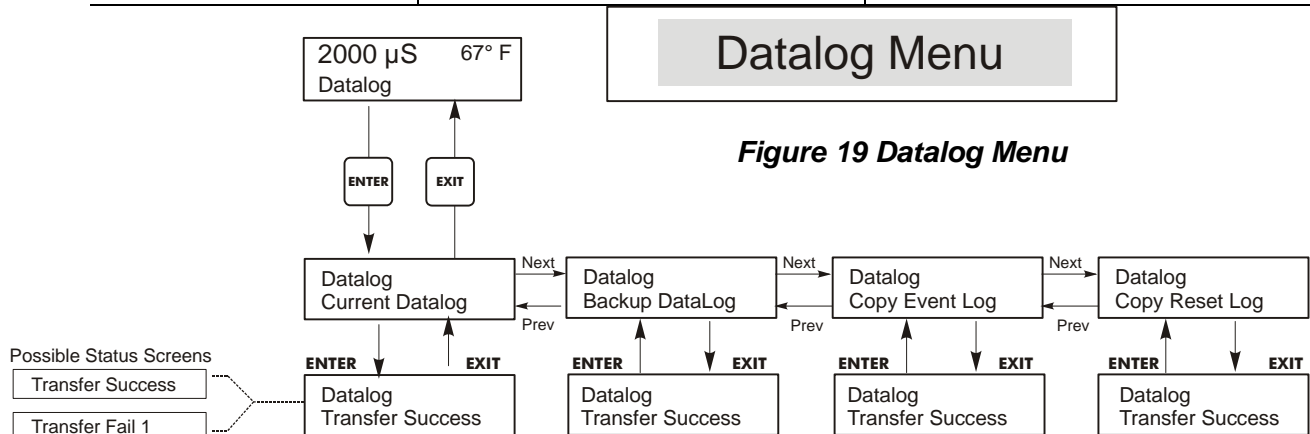 Datalog Menu
2000 µS 67° F
Datalog
Figure 19 Datalog Menu
ENTER EXIT
Datalog
Current Datalog
Next
Prev
Datalog
Backup DataLog
Next
Prev
Datalog
Copy Event Log
Next
Prev
Datalog
Copy Reset Log
Possible Status Screens
Transfer Success
Transfer Fail 1
ENTER EXIT
Datalog
Transfer Success
ENTER EXIT
Datalog
Transfer Success
ENTER EXIT
Datalog
Transfer Success
ENTER EXIT
Datalog
Transfer Success